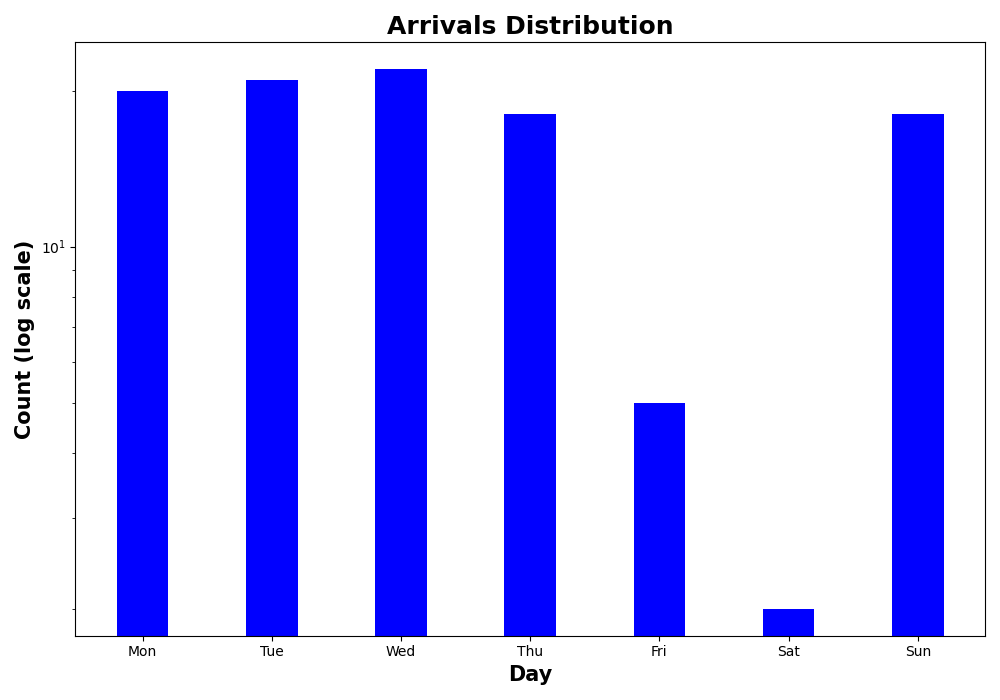 Arrivals Distribution
Count (log scale)
10¹
Mon Tue Wed Thu Fri Sat Sun
Day